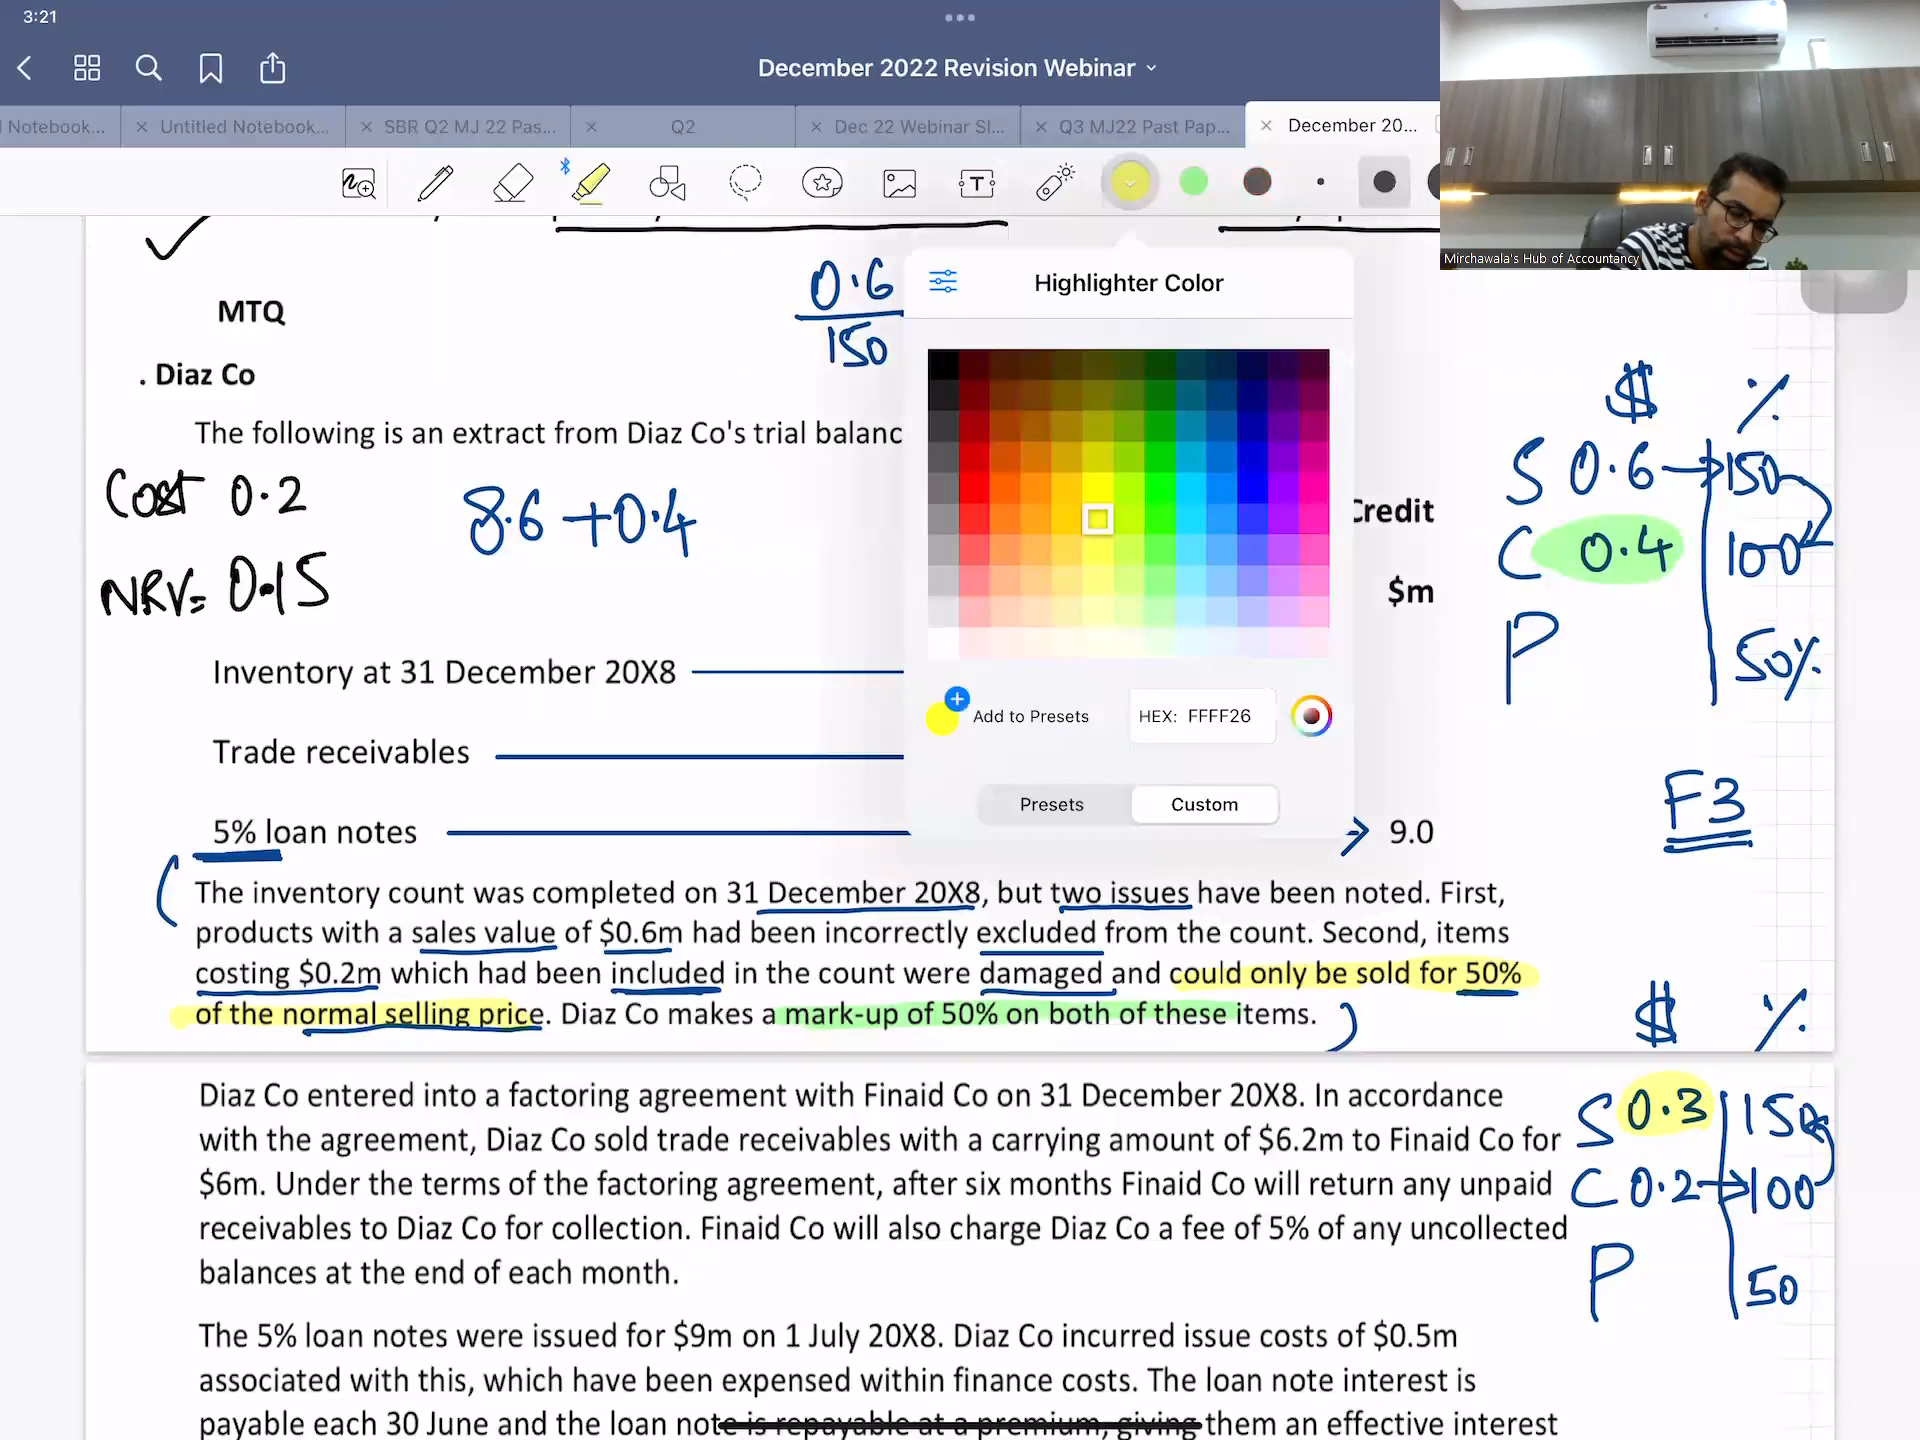 3:21
December 2022 Revision Webinar
l Notebook...
Untitled Notebook...
SBR Q2 MJ 22 Pas...
Q2
Dec 22 Webinar Sl...
Q3 MJ22 Past Pap...
December 20...
Mirchawala's Hub of Accountancy
0.6
150
Highlighter Color
MTQ
. Diaz Co
The following is an extract from Diaz Co's trial balanc
$ %
S 0.6 150
C 0.4 100
P 50%
Cost 0.2
8.6 + 0.4
NRV= 0.15
Credit
$m
Inventory at 31 December 20X8
Add to Presets
HEX: FFFF26
Trade receivables
Presets
Custom
F3
5% loan notes
9.0
The inventory count was completed on 31 December 20X8, but two issues have been noted. First,
products with a sales value of $0.6m had been incorrectly excluded from the count. Second, items
costing $0.2m which had been included in the count were damaged and could only be sold for 50%
of the normal selling price. Diaz Co makes a mark-up of 50% on both of these items.
$ %
S 0.3 150
C 0.2 100
P 50
Diaz Co entered into a factoring agreement with Finaid Co on 31 December 20X8. In accordance
with the agreement, Diaz Co sold trade receivables with a carrying amount of $6.2m to Finaid Co for
$6m. Under the terms of the factoring agreement, after six months Finaid Co will return any unpaid
receivables to Diaz Co for collection. Finaid Co will also charge Diaz Co a fee of 5% of any uncollected
balances at the end of each month.
The 5% loan notes were issued for $9m on 1 July 20X8. Diaz Co incurred issue costs of $0.5m
associated with this, which have been expensed within finance costs. The loan note interest is
payable each 30 June and the loan note is repayable at a premium, giving them an effective interest